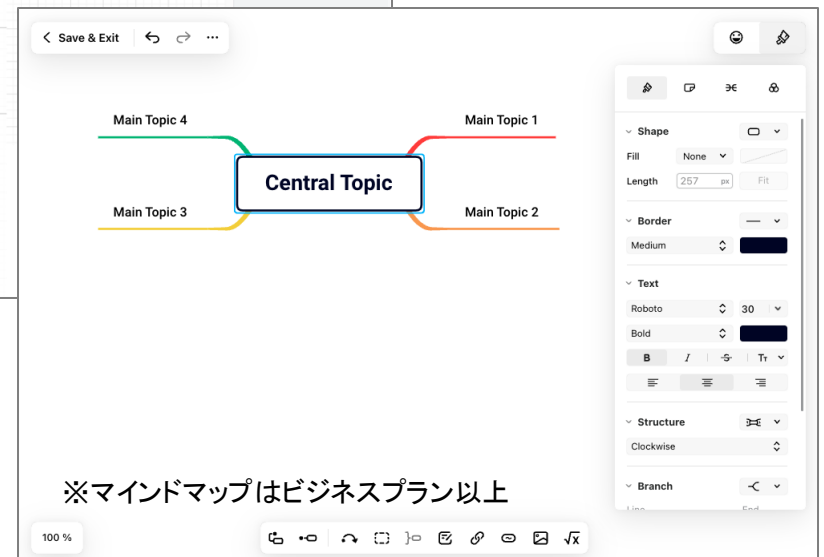 Save & Exit
Main Topic 4
Main Topic 1
Central Topic
Main Topic 3
Main Topic 2
Shape
Fill None
Length 257 px Fit
Border
Medium
Text
Roboto 30
Bold
B I S Tт
Structure
Clockwise
Branch
Line End
※マインドマップはビジネスプラン以上
100 %
√x